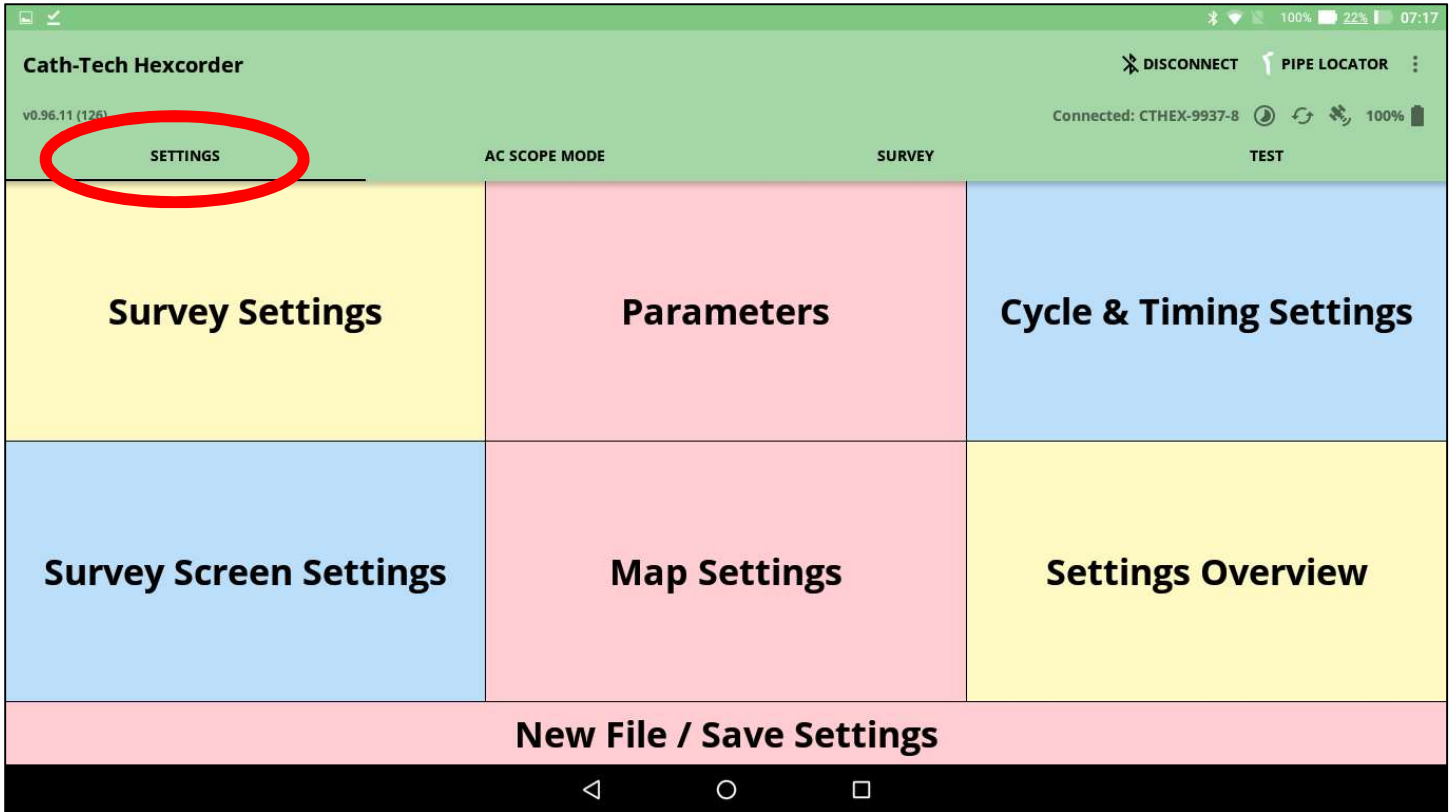 100% 22% 07:17
Cath-Tech Hexcorder DISCONNECT PIPE LOCATOR
v0.96.11 (126) Connected: CTHEX-9937-8 100%
SETTINGS AC SCOPE MODE SURVEY TEST
Survey Settings Parameters Cycle & Timing Settings
Survey Screen Settings Map Settings Settings Overview
New File / Save Settings